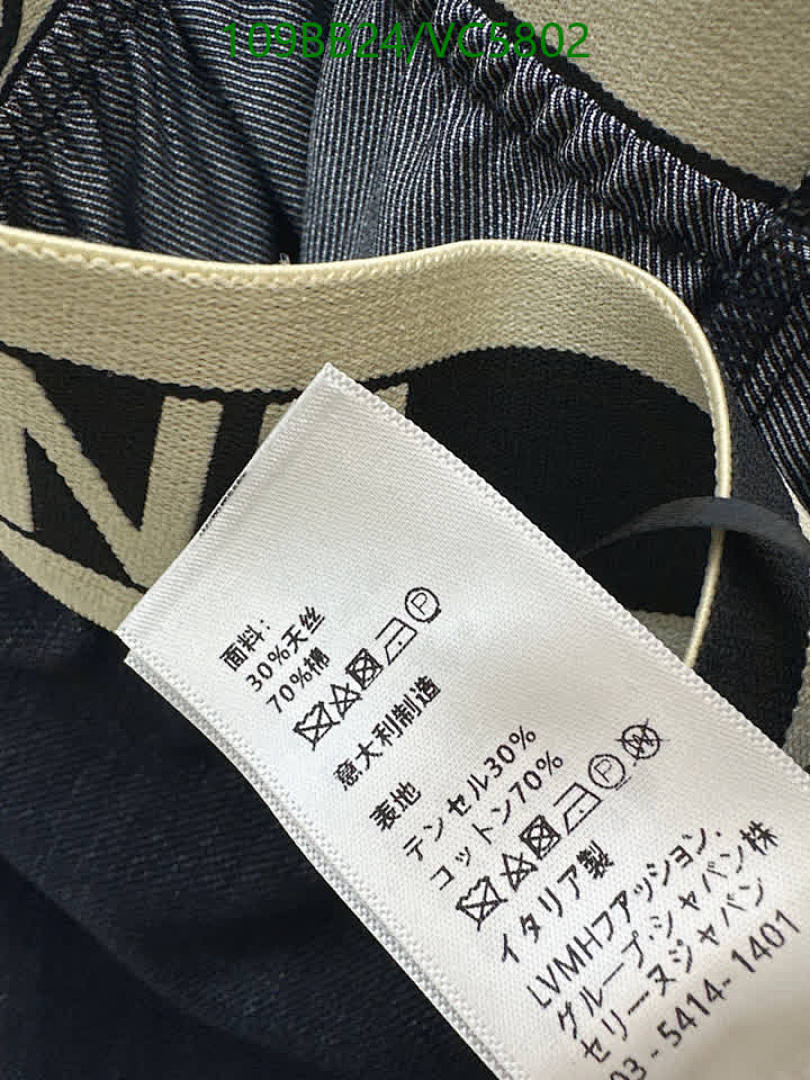 109BB24/VC5802
NE
面料:
30%天丝
70%棉
P
意大利制造
表地
テンセル30%
コットン70%
P W
イタリア製
LVMHファッション・
グループ・シャパン株
セリーヌジャパン
03-5414-1401